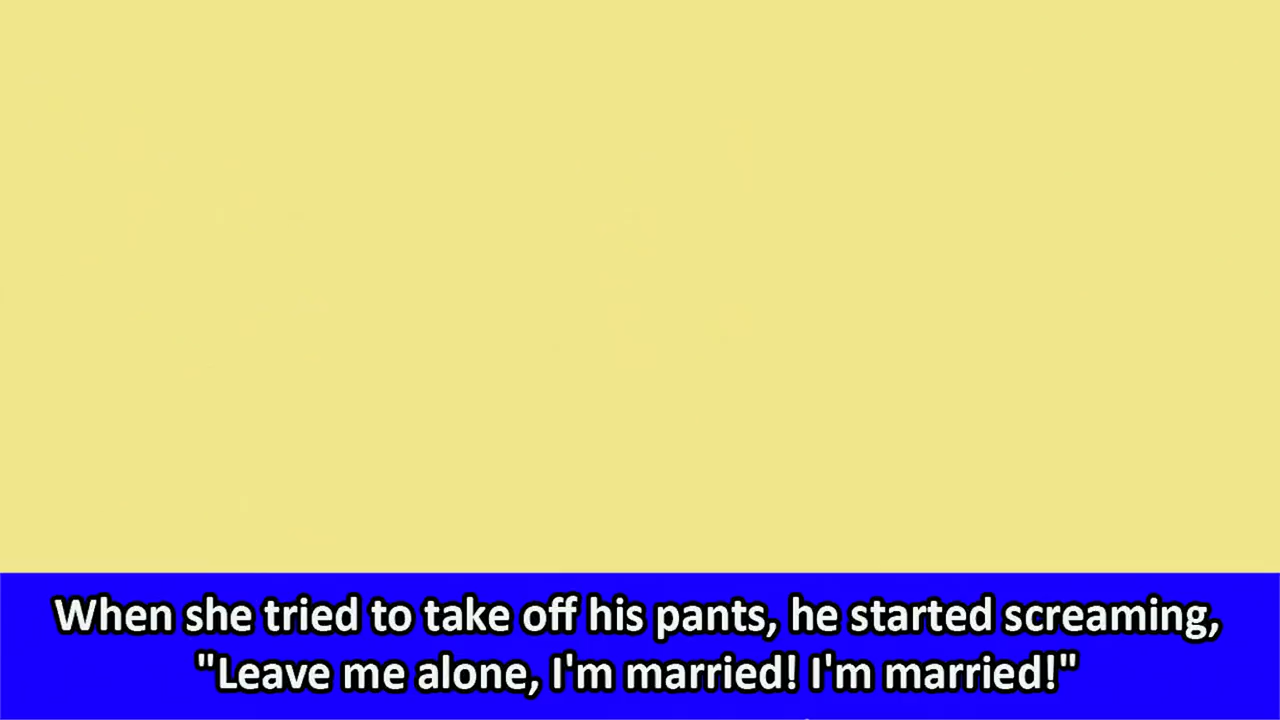 When she tried to take off his pants, he started screaming,
"Leave me alone, I'm married! I'm married!"